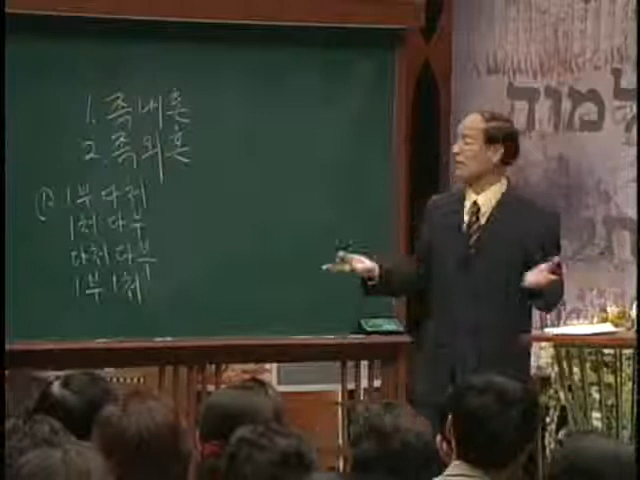 1. 족내혼
2. 족외혼
① 1부 다처
1처 다부
다처 다부
1부 1처